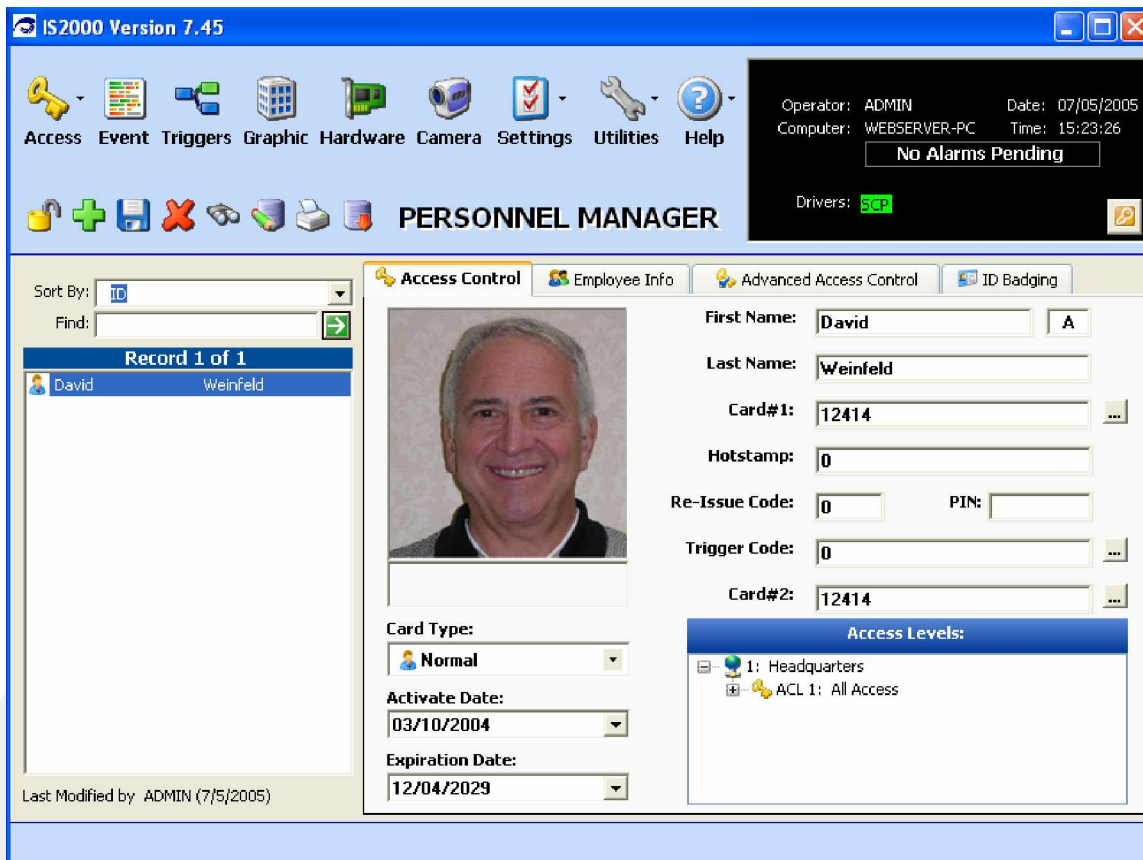 IS2000 Version 7.45
Access Event Triggers Graphic Hardware Camera Settings Utilities Help
Operator: ADMIN Date: 07/05/2005
Computer: WEBSERVER-PC Time: 15:23:26
No Alarms Pending
Drivers: SCP
PERSONNEL MANAGER
Sort By: ID
Find:
Record 1 of 1
David Weinfeld
Last Modified by ADMIN (7/5/2005)
Access Control Employee Info Advanced Access Control ID Badging
First Name: David A
Last Name: Weinfeld
Card#1: 12414 ...
Hotstamp: 0
Re-Issue Code: 0 PIN:
Trigger Code: 0 ...
Card#2: 12414 ...
Card Type:
Normal
Activate Date:
03/10/2004
Expiration Date:
12/04/2029
Access Levels:
1: Headquarters
ACL 1: All Access